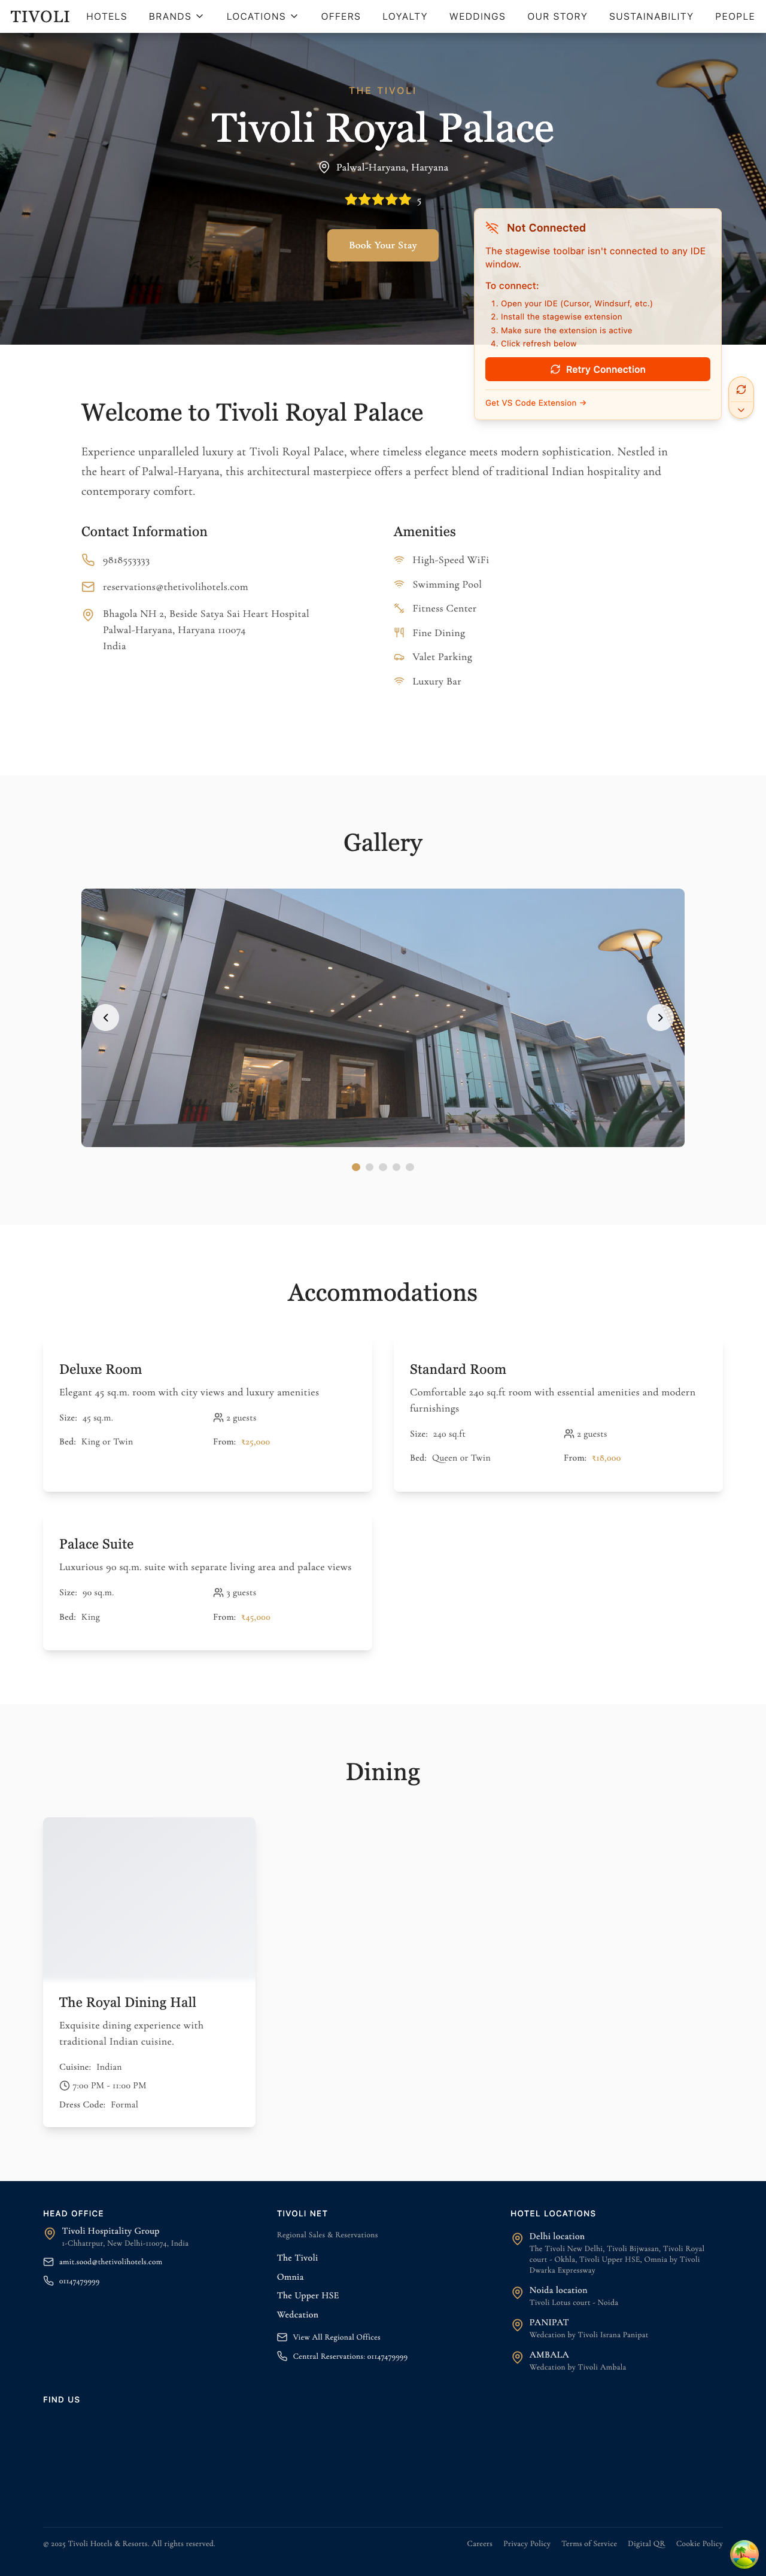 TIVOLI
HOTELS
BRANDS
LOCATIONS
OFFERS
LOYALTY
WEDDINGS
OUR STORY
SUSTAINABILITY
PEOPLE
THE TIVOLI
Tivoli Royal Palace
Palwal-Haryana, Haryana
5
Book Your Stay
Not Connected
The stagewise toolbar isn't connected to any IDE
window.
To connect:
1. Open your IDE (Cursor, Windsurf, etc.)
2. Install the stagewise extension
3. Make sure the extension is active
4. Click refresh below
Retry Connection
Get VS Code Extension →
Welcome to Tivoli Royal Palace
Experience unparalleled luxury at Tivoli Royal Palace, where timeless elegance meets modern sophistication. Nestled in
the heart of Palwal-Haryana, this architectural masterpiece offers a perfect blend of traditional Indian hospitality and
contemporary comfort.
Contact Information
9818553333
reservations@thetivolihotels.com
Bhagola NH 2, Beside Satya Sai Heart Hospital
Palwal-Haryana, Haryana 110074
India
Amenities
High-Speed WiFi
Swimming Pool
Fitness Center
Fine Dining
Valet Parking
Luxury Bar
Gallery
Accommodations
Deluxe Room
Elegant 45 sq.m. room with city views and luxury amenities
Size: 45 sq.m.
2 guests
Bed: King or Twin
From: ₹25,000
Standard Room
Comfortable 240 sq.ft room with essential amenities and modern
furnishings
Size: 240 sq.ft
2 guests
Bed: Queen or Twin
From: ₹18,000
Palace Suite
Luxurious 90 sq.m. suite with separate living area and palace views
Size: 90 sq.m.
3 guests
Bed: King
From: ₹45,000
Dining
The Royal Dining Hall
Exquisite dining experience with
traditional Indian cuisine.
Cuisine: Indian
7:00 PM - 11:00 PM
Dress Code: Formal
HEAD OFFICE
Tivoli Hospitality Group
1-Chhatrpur, New Delhi-110074, India
amit.sood@thetivolihotels.com
01147479999
TIVOLI NET
Regional Sales & Reservations
The Tivoli
Omnia
The Upper HSE
Wedcation
View All Regional Offices
Central Reservations: 01147479999
HOTEL LOCATIONS
Delhi location
The Tivoli New Delhi, Tivoli Bijwasan, Tivoli Royal
court - Okhla, Tivoli Upper HSE, Omnia by Tivoli
Dwarka Expressway
Noida location
Tivoli Lotus court - Noida
PANIPAT
Wedcation by Tivoli Israna Panipat
AMBALA
Wedcation by Tivoli Ambala
FIND US
© 2025 Tivoli Hotels & Resorts. All rights reserved.
Careers
Privacy Policy
Terms of Service
Digital QR
Cookie Policy